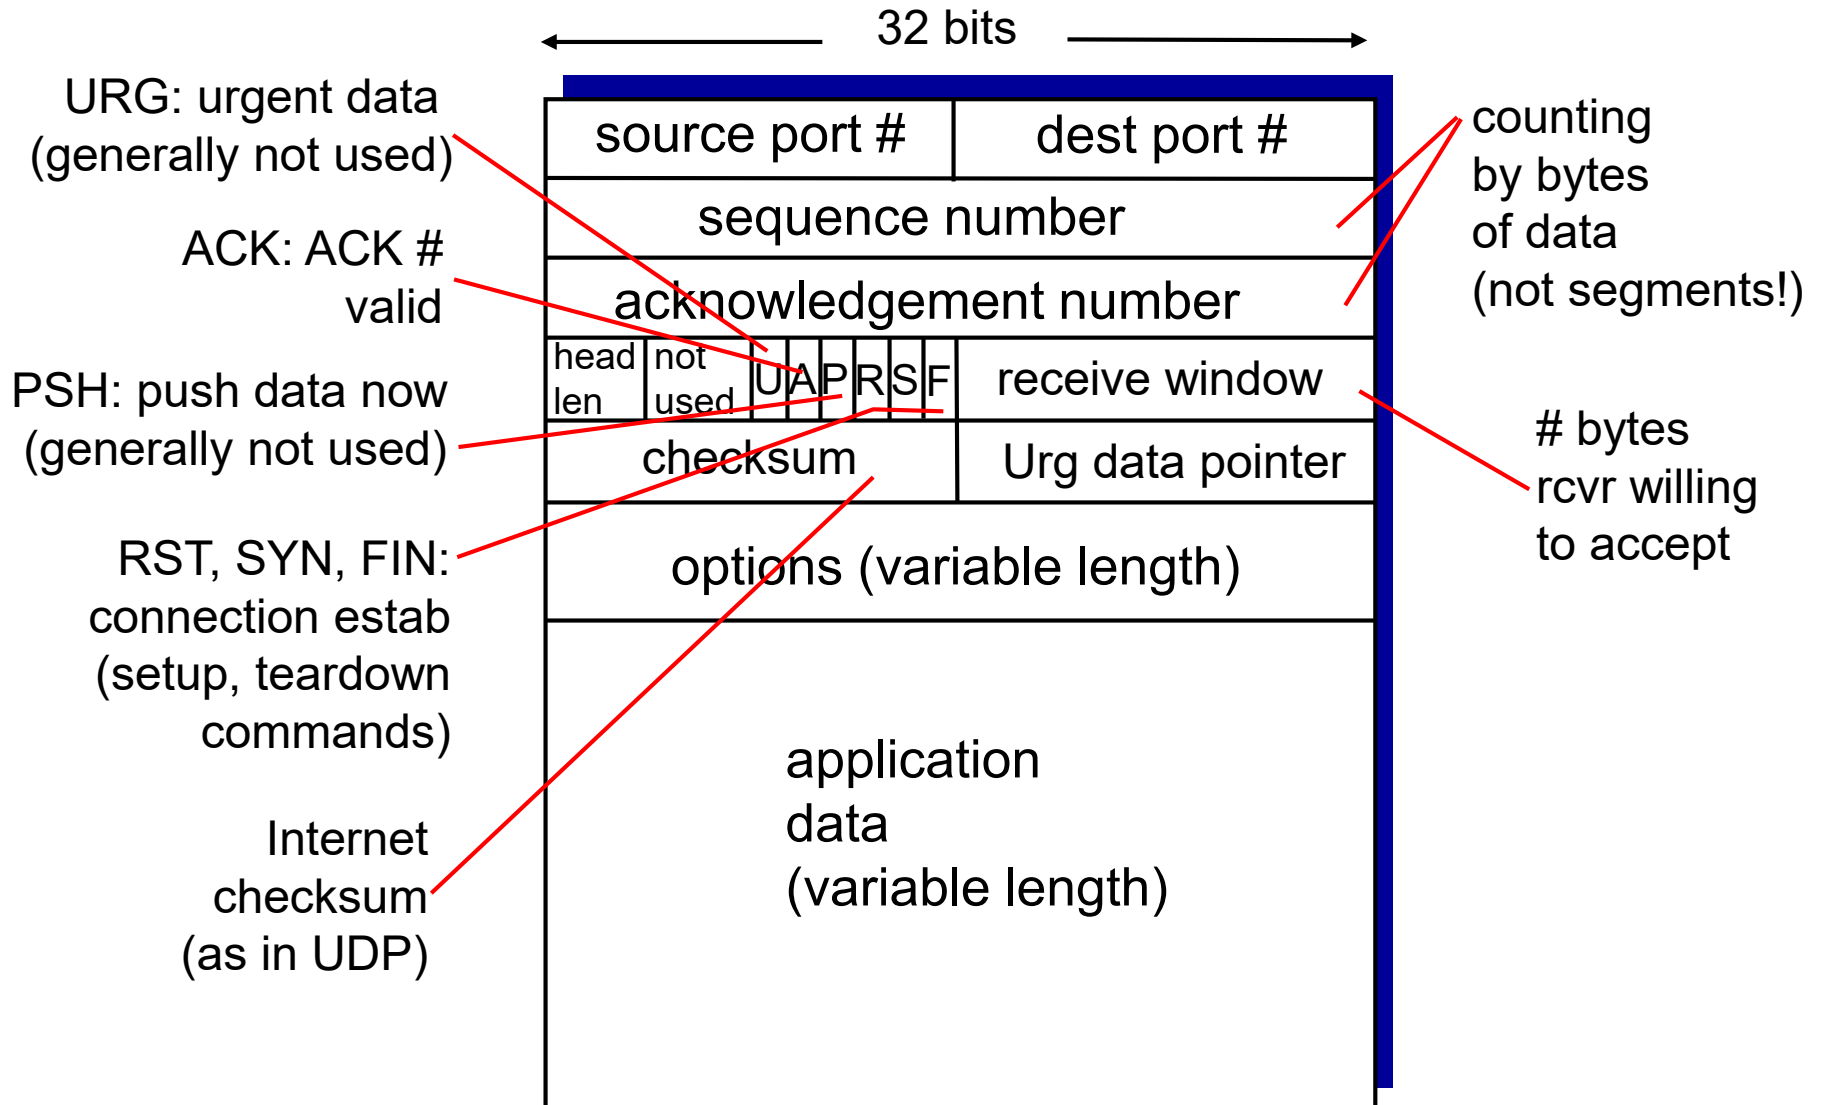 32 bits
URG: urgent data
(generally not used)
ACK: ACK #
valid
PSH: push data now
(generally not used)
RST, SYN, FIN:
connection estab
(setup, teardown
commands)
Internet
checksum
(as in UDP)
source port # dest port #
sequence number
acknowledgement number
head not
len used U A P R S F receive window
checksum Urg data pointer
options (variable length)
application
data
(variable length)
counting
by bytes
of data
(not segments!)
# bytes
rcvr willing
to accept